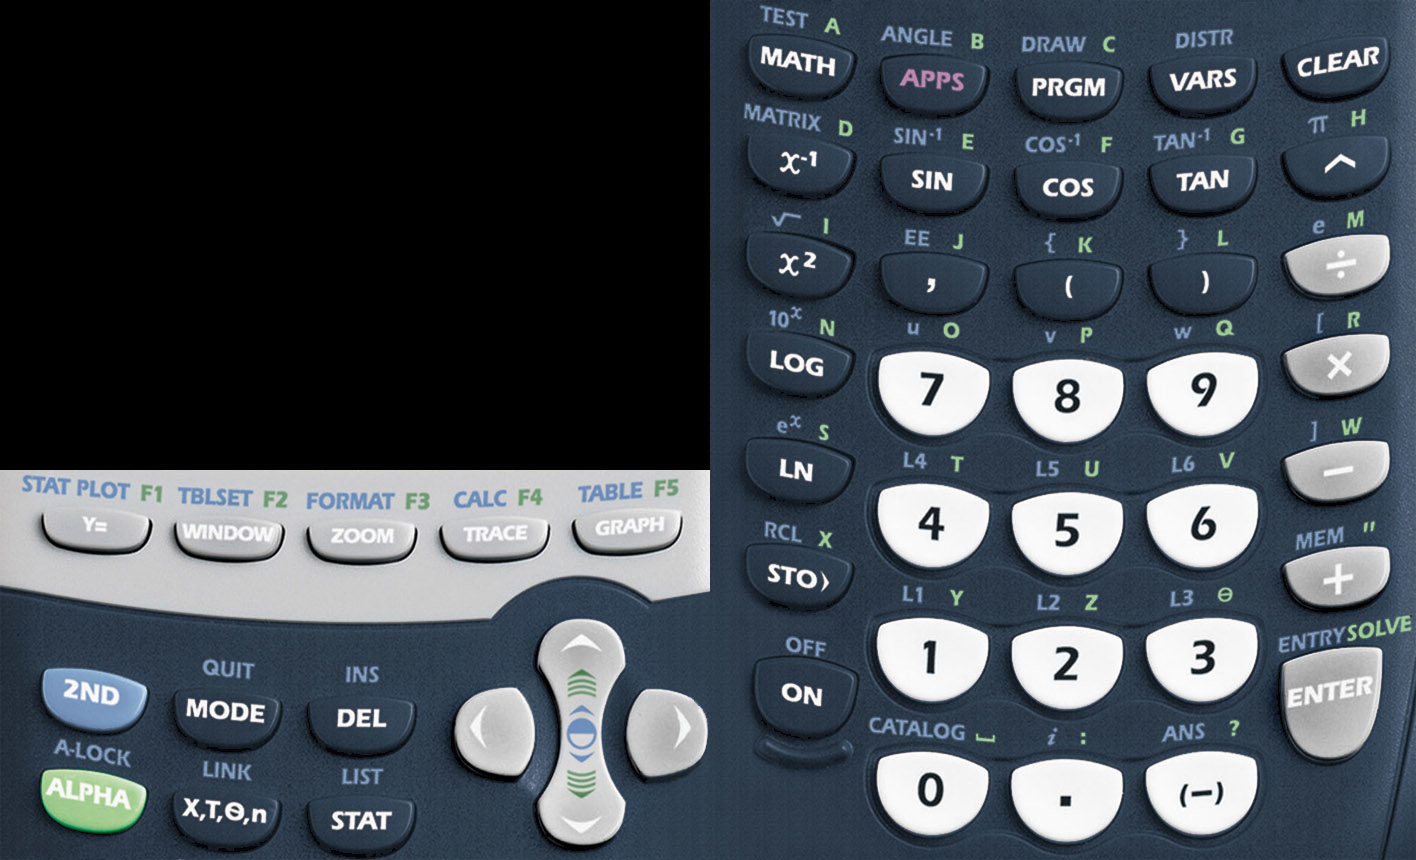 STAT PLOT F1 TBLSET F2 FORMAT F3 CALC F4 TABLE F5
Y= WINDOW ZOOM TRACE GRAPH
QUIT INS
2ND MODE DEL
A-LOCK LINK LIST
ALPHA X,T,Θ,n STAT
TEST A ANGLE B DRAW C DISTR
MATH APPS PRGM VARS CLEAR
MATRIX D SIN⁻¹ E COS⁻¹ F TAN⁻¹ G π H
x⁻¹ SIN COS TAN ^
√ I EE J { K } L e M
x² , ( ) ÷
10ˣ N u O v P w Q [ R
LOG 7 8 9 ×
eˣ S L4 T L5 U L6 V ] W
LN 4 5 6 −
RCL X L1 Y L2 Z L3 Θ MEM "
STO› 1 2 3 +
OFF CATALOG ⎵ i : ANS ? ENTRY SOLVE
ON 0 . (−) ENTER